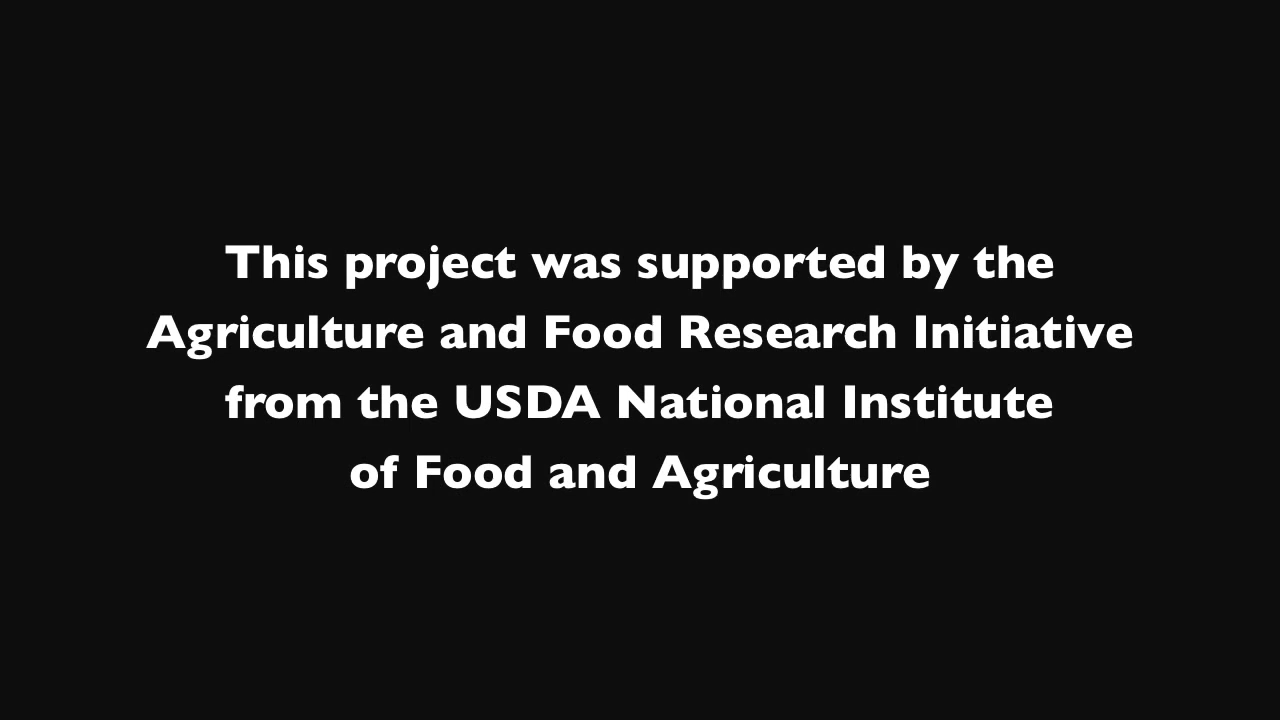 This project was supported by the
Agriculture and Food Research Initiative
from the USDA National Institute
of Food and Agriculture